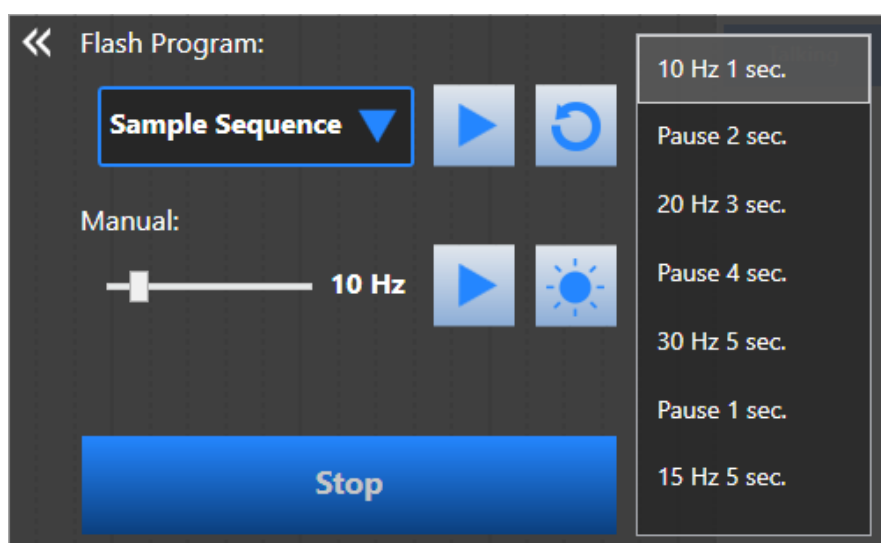 Flash Program:
Sample Sequence
Manual:
10 Hz
Stop
10 Hz 1 sec.
Pause 2 sec.
20 Hz 3 sec.
Pause 4 sec.
30 Hz 5 sec.
Pause 1 sec.
15 Hz 5 sec.